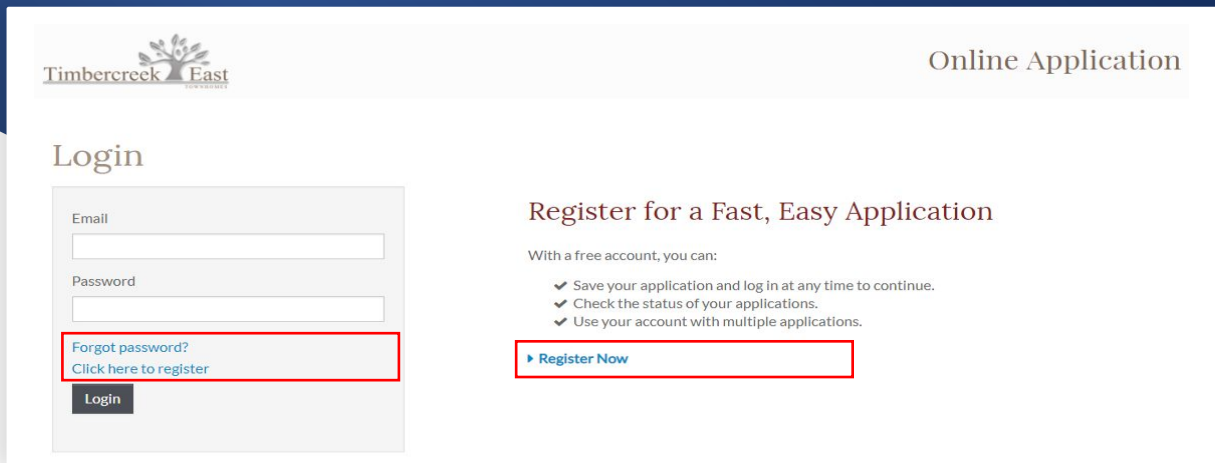 Timbercreek East
TOWNHOMES
Online Application
Login
Email
Password
Forgot password?
Click here to register
Login
Register for a Fast, Easy Application
With a free account, you can:
Save your application and log in at any time to continue.
Check the status of your applications.
Use your account with multiple applications.
Register Now